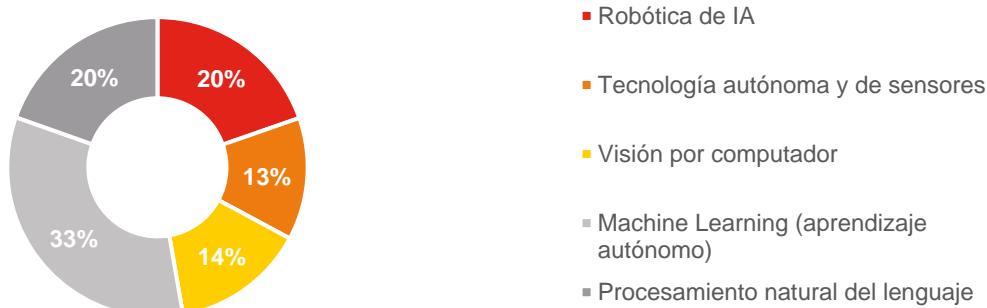 Robótica de IA
20%
20%
Tecnología autónoma y de sensores
13%
Visión por computador
33%
14%
Machine Learning (aprendizaje
autónomo)
Procesamiento natural del lenguaje